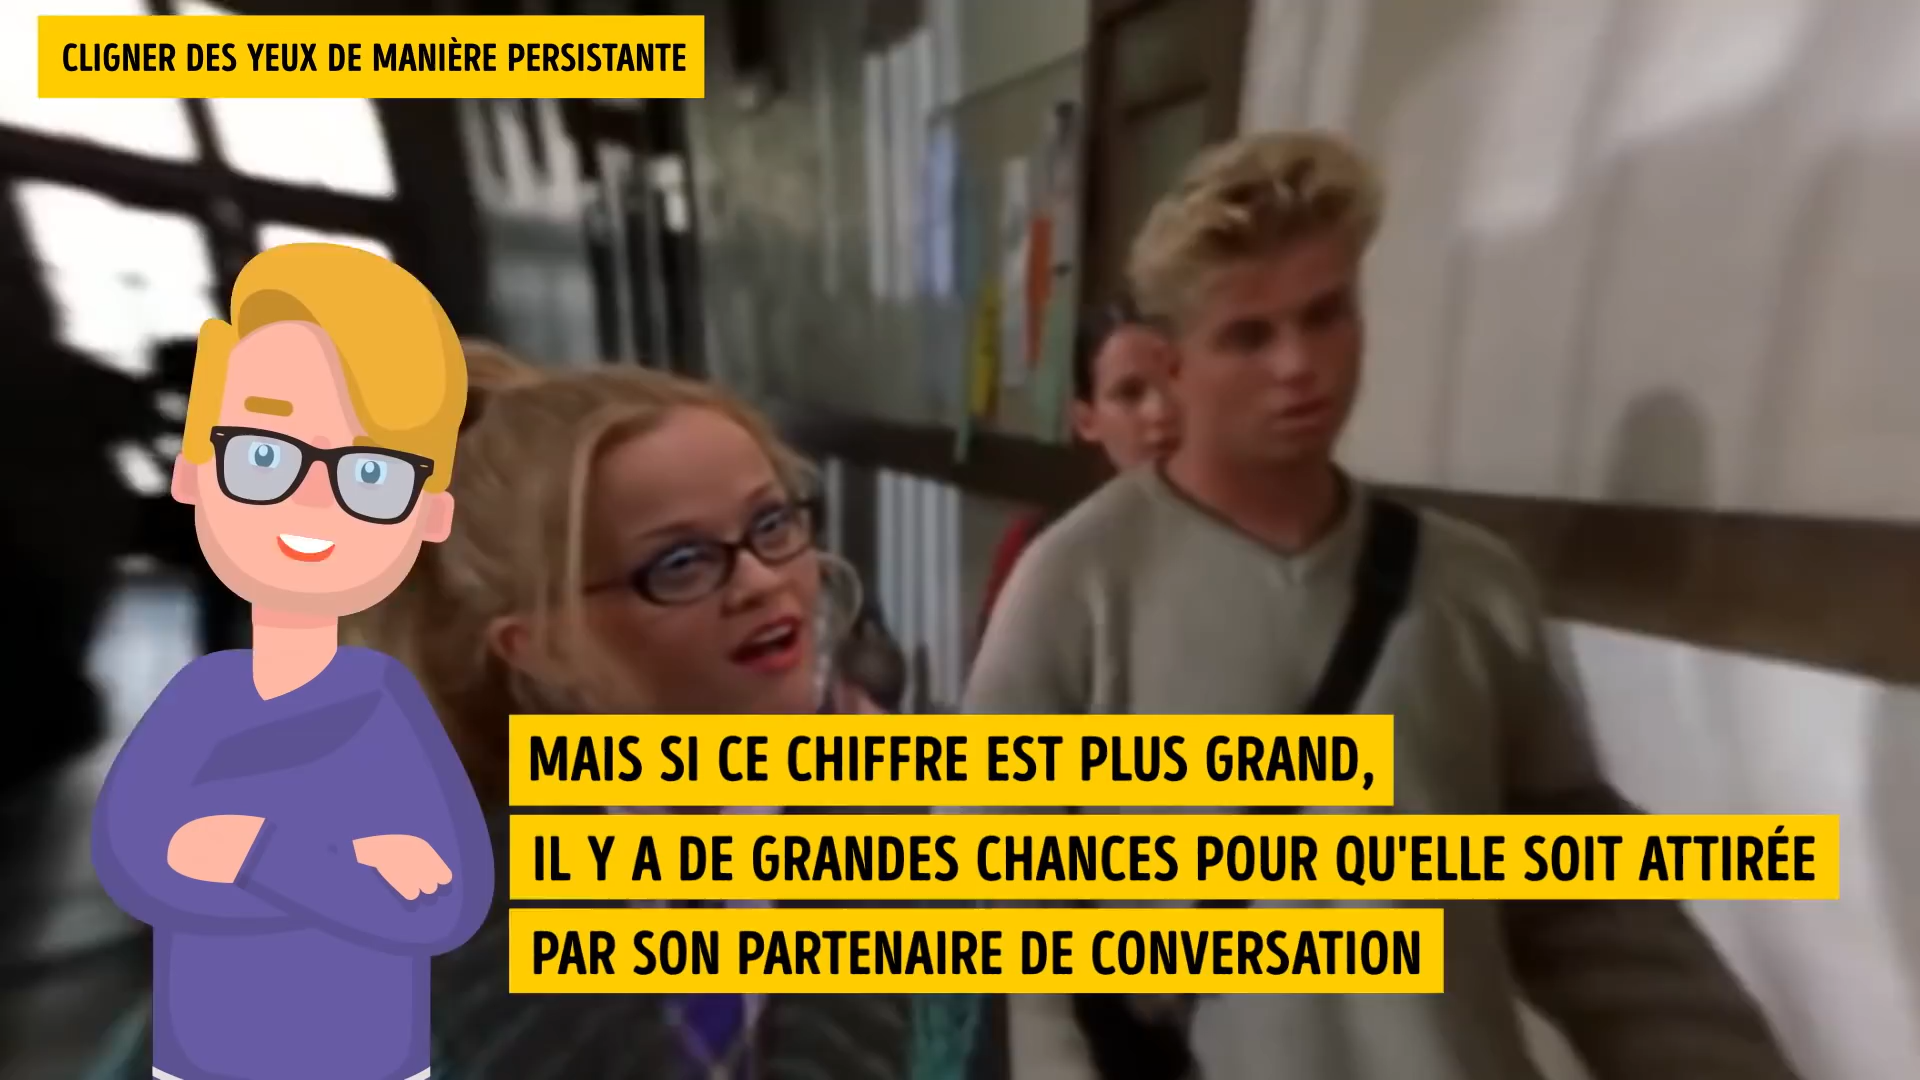 CLIGNER DES YEUX DE MANIÈRE PERSISTANTE
MAIS SI CE CHIFFRE EST PLUS GRAND,
IL Y A DE GRANDES CHANCES POUR QU'ELLE SOIT ATTIRÉE
PAR SON PARTENAIRE DE CONVERSATION